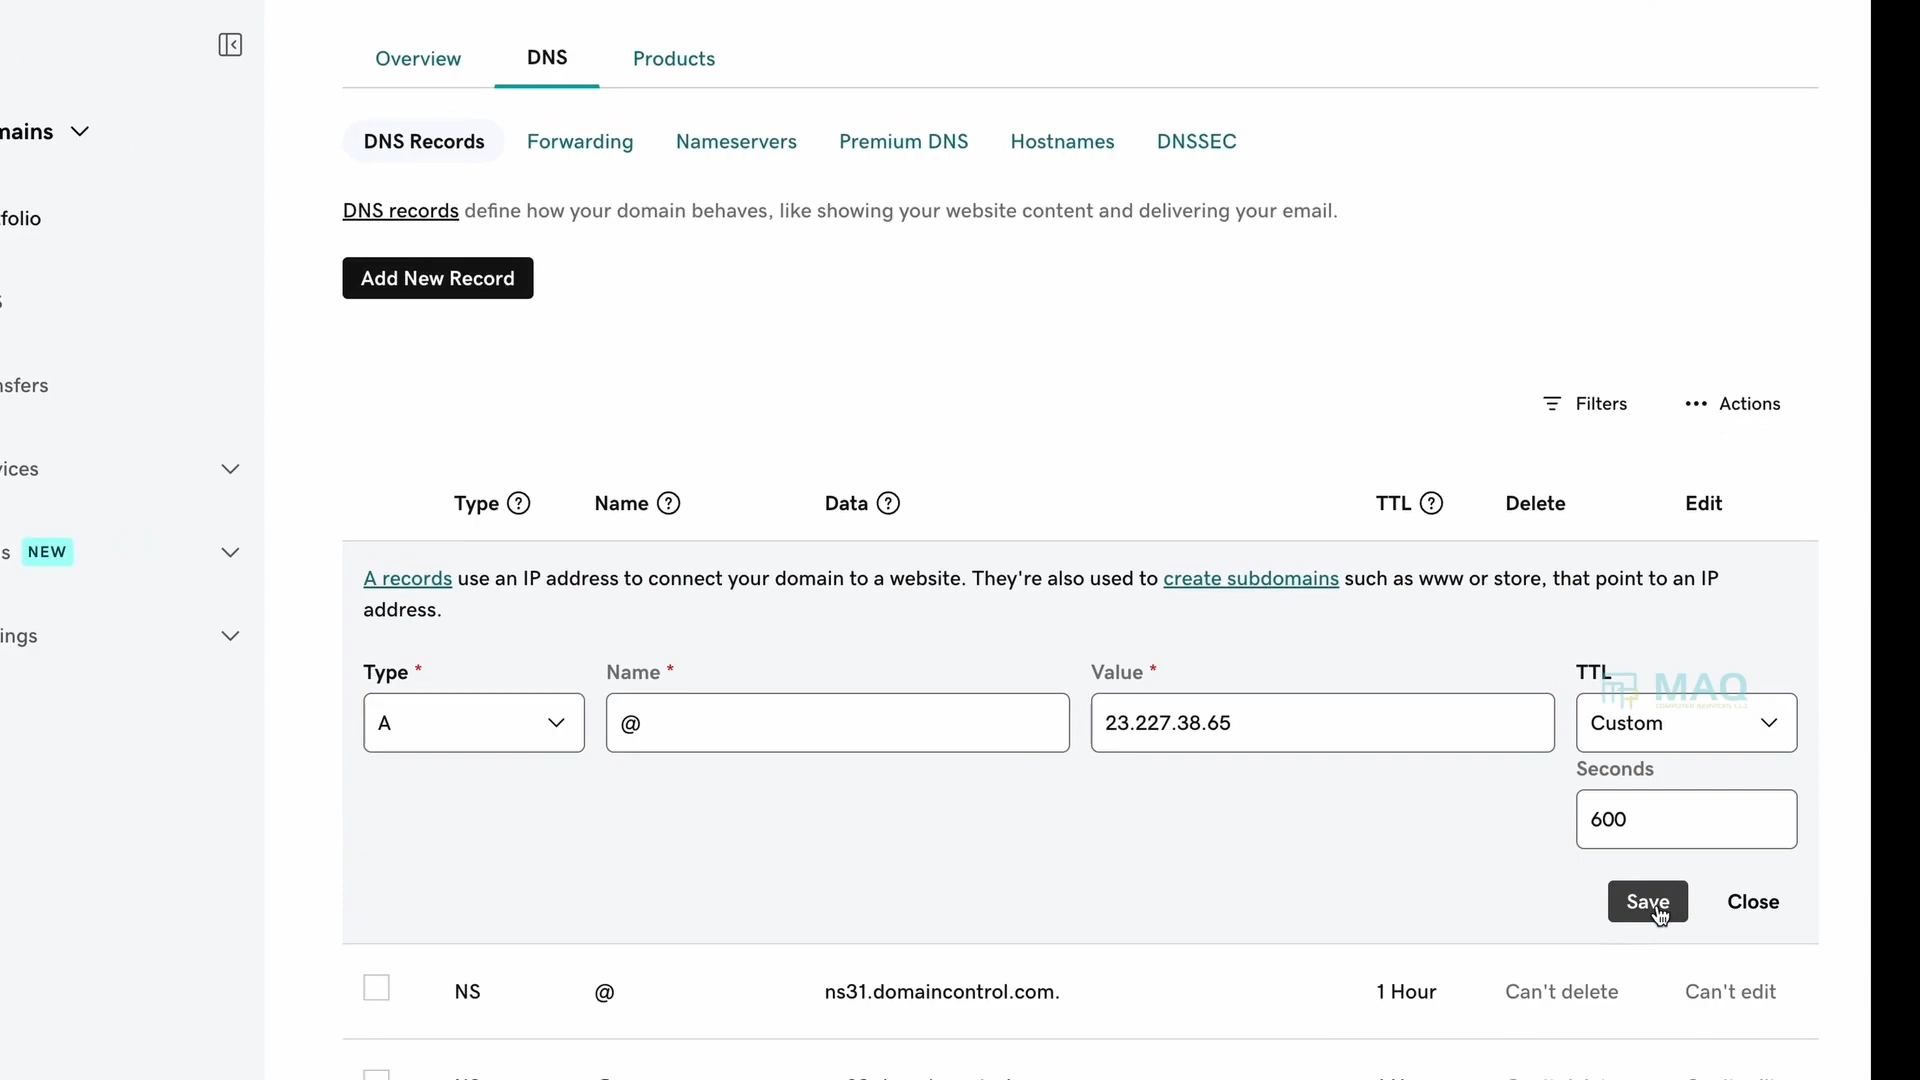 Overview DNS Products
mains
DNS Records Forwarding Nameservers Premium DNS Hostnames DNSSEC
DNS records define how your domain behaves, like showing your website content and delivering your email.
folio
Add New Record
s
nsfers
Filters ••• Actions
vices
Type ? Name ? Data ? TTL ? Delete Edit
s NEW
A records use an IP address to connect your domain to a website. They're also used to create subdomains such as www or store, that point to an IP
address.
ings
Type * Name * Value * TTL
MAQ
COMPUTER SERVICES L.L.C
A @ 23.227.38.65 Custom
Seconds
600
Save Close
NS @ ns31.domaincontrol.com. 1 Hour Can't delete Can't edit